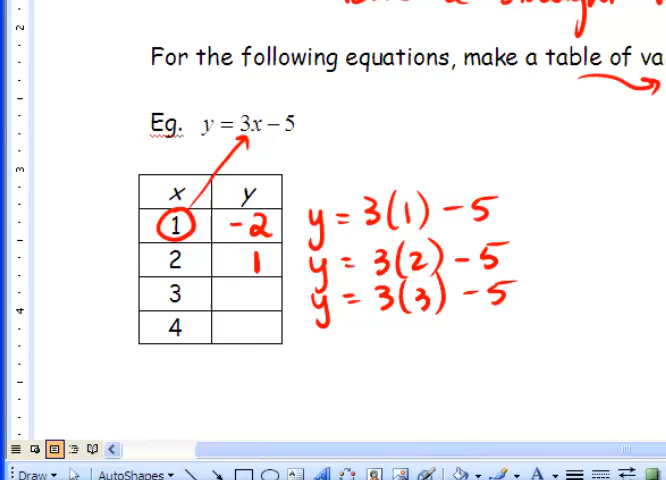 For the following equations, make a table of va
Eg. y = 3x − 5
x y
1 -2 y = 3(1) - 5
2 1 y = 3(2) - 5
3 y = 3(3) - 5
4
Draw AutoShapes